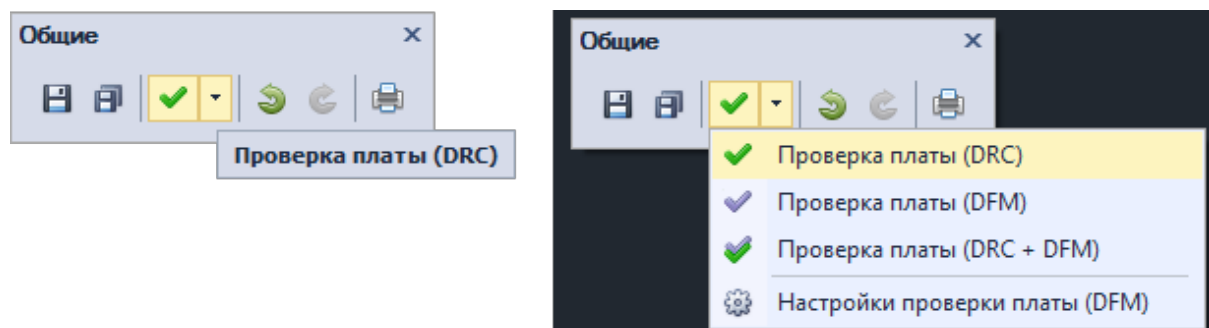 Общие
Проверка платы (DRC)
Общие
Проверка платы (DRC)
Проверка платы (DFM)
Проверка платы (DRC + DFM)
Настройки проверки платы (DFM)